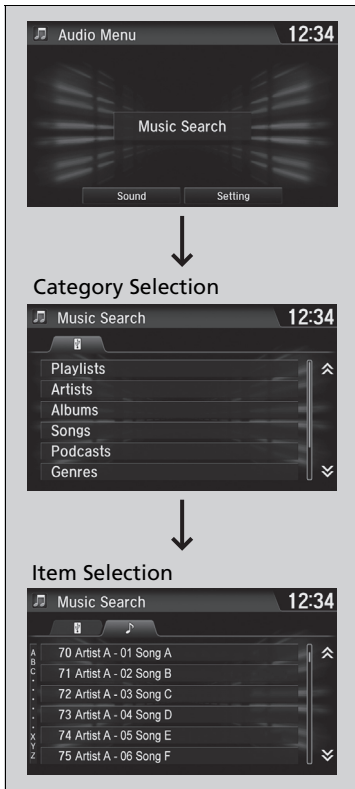 Audio Menu 12:34
Music Search
Sound Setting
Category Selection
Music Search 12:34
Playlists
Artists
Albums
Songs
Podcasts
Genres
Item Selection
Music Search 12:34
A
B
C
X
Y
Z
70 Artist A - 01 Song A
71 Artist A - 02 Song B
72 Artist A - 03 Song C
73 Artist A - 04 Song D
74 Artist A - 05 Song E
75 Artist A - 06 Song F